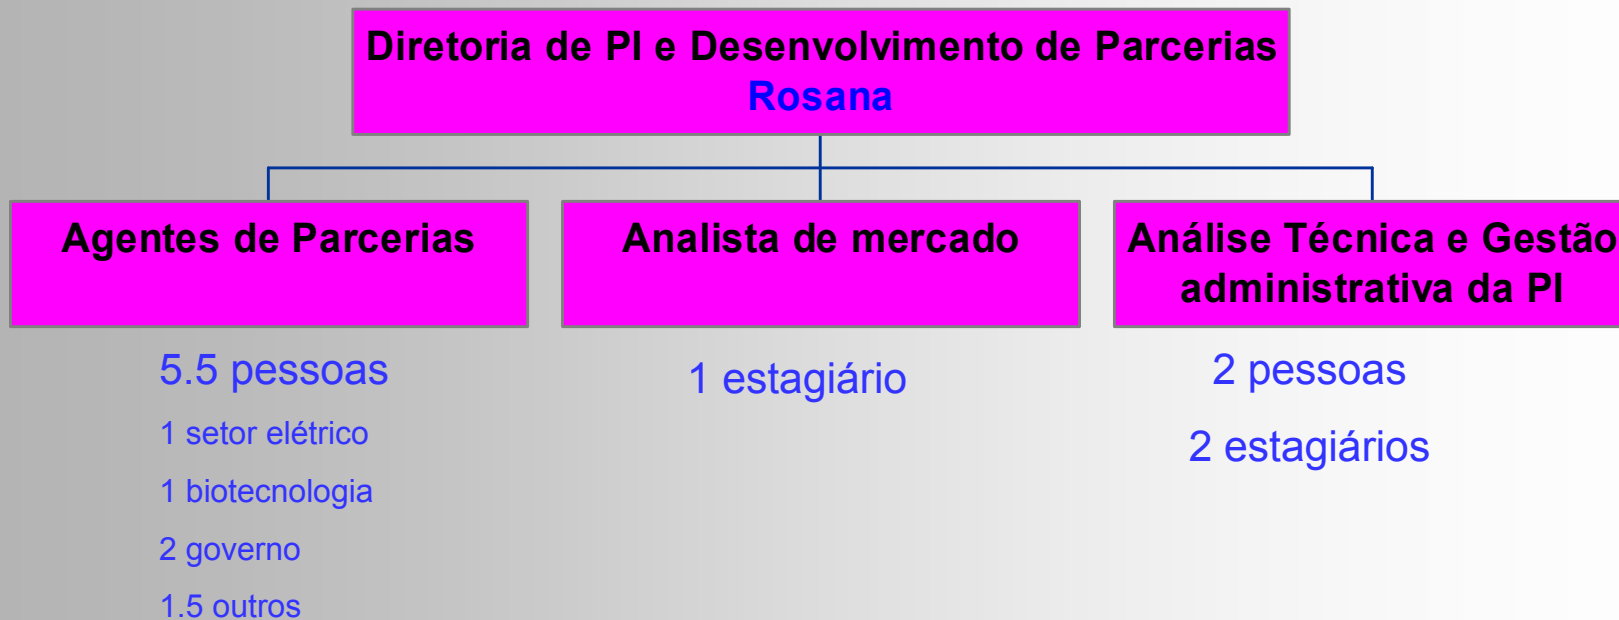 Diretoria de PI e Desenvolvimento de Parcerias
Rosana
Agentes de Parcerias
Analista de mercado
Análise Técnica e Gestão
administrativa da PI
5.5 pessoas
1 setor elétrico
1 biotecnologia
2 governo
1.5 outros
1 estagiário
2 pessoas
2 estagiários